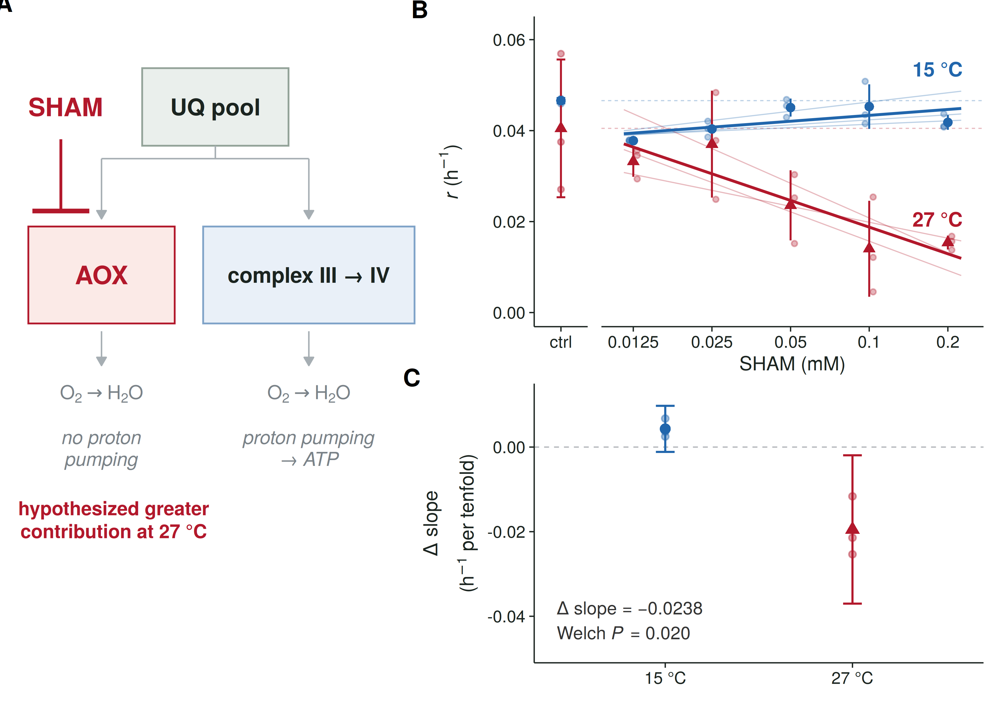 A
SHAM
UQ pool
AOX
complex III → IV
O₂ → H₂O
O₂ → H₂O
no proton
pumping
proton pumping
→ ATP
hypothesized greater
contribution at 27 °C
B
r (h⁻¹)
0.06
0.04
0.02
0.00
15 °C
27 °C
ctrl
0.0125
0.025
0.05
0.1
0.2
SHAM (mM)
C
Δ slope
(h⁻¹ per tenfold)
0.00
-0.02
-0.04
Δ slope = −0.0238
Welch P = 0.020
15 °C
27 °C